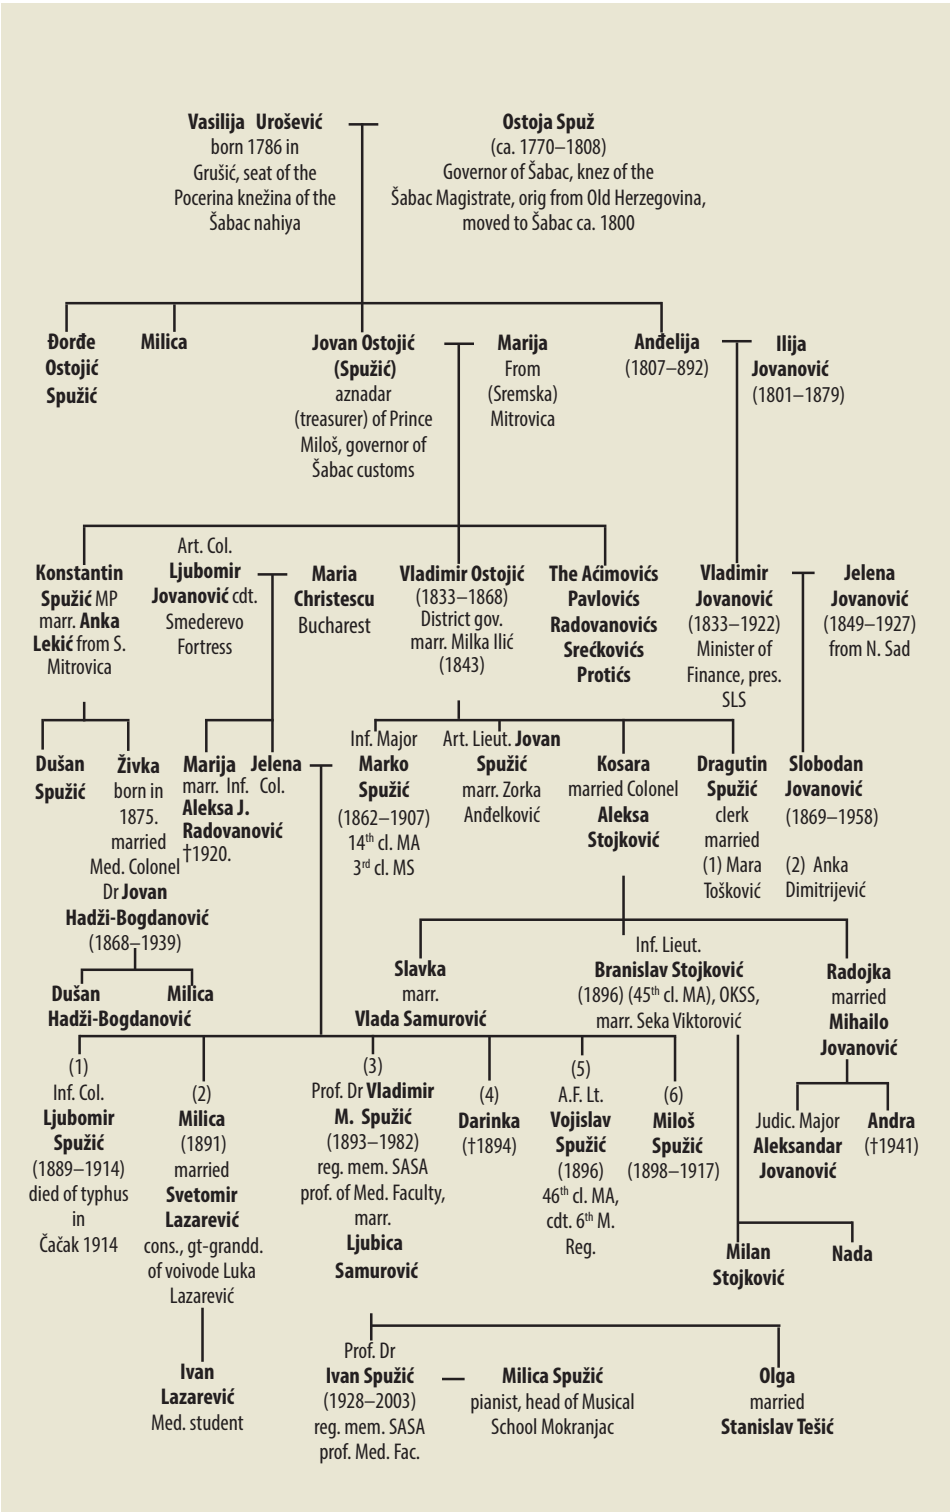 Vasilija Urošević
born 1786 in
Grušić, seat of the
Pocerina knežina of the
Šabac nahiya
Ostoja Spuž
(ca. 1770–1808)
Governor of Šabac, knez of the
Šabac Magistrate, orig from Old Herzegovina,
moved to Šabac ca. 1800
Đorđe
Ostojić
Spužić
Milica
Jovan Ostojić
(Spužić)
aznadar
(treasurer) of Prince
Miloš, governor of
Šabac customs
Marija
From
(Sremska)
Mitrovica
Anđelija
(1807–892)
Ilija
Jovanović
(1801–1879)
Konstantin
Spužić MP
marr. Anka
Lekić from S.
Mitrovica
Art. Col.
Ljubomir
Jovanović cdt.
Smederevo
Fortress
Maria
Christescu
Bucharest
Vladimir Ostojić
(1833–1868)
District gov.
marr. Milka Ilić
(1843)
The Aćimovićs
Pavlovićs
Radovanovićs
Srećkovićs
Protićs
Vladimir
Jovanović
(1833–1922)
Minister of
Finance, pres.
SLS
Jelena
Jovanović
(1849–1927)
from N. Sad
Dušan
Spužić
Živka
born in
1875.
married
Med. Colonel
Dr Jovan
Hadži-Bogdanović
(1868–1939)
Marija
marr. Inf. Col.
Aleksa J.
Radovanović
†1920.
Jelena
Inf. Major
Marko
Spužić
(1862–1907)
14th cl. MA
3rd cl. MS
Art. Lieut. Jovan
Spužić
marr. Zorka
Anđelković
Kosara
married Colonel
Aleksa
Stojković
Dragutin
Spužić
clerk
married
(1) Mara
Tošković
Slobodan
Jovanović
(1869–1958)
(2) Anka
Dimitrijević
Dušan
Hadži-Bogdanović
Milica
Slavka
marr.
Vlada Samurović
Inf. Lieut.
Branislav Stojković
(1896) (45th cl. MA), OKSS,
marr. Seka Viktorović
Radojka
married
Mihailo
Jovanović
(1)
Inf. Col.
Ljubomir
Spužić
(1889–1914)
died of typhus
in
Čačak 1914
(2)
Milica
(1891)
married
Svetomir
Lazarević
cons., gt-grandd.
of voivode Luka
Lazarević
(3)
Prof. Dr Vladimir
M. Spužić
(1893–1982)
reg. mem. SASA
prof. of Med. Faculty,
marr.
Ljubica
Samurović
(4)
Darinka
(†1894)
(5)
A.F. Lt.
Vojislav
Spužić
(1896)
46th cl. MA,
cdt. 6th M.
Reg.
(6)
Miloš
Spužić
(1898–1917)
Judic. Major
Aleksandar
Jovanović
Andra
(†1941)
Milan
Stojković
Nada
Ivan
Lazarević
Med. student
Prof. Dr
Ivan Spužić
(1928–2003)
reg. mem. SASA
prof. Med. Fac.
Milica Spužić
pianist, head of Musical
School Mokranjac
Olga
married
Stanislav Tešić